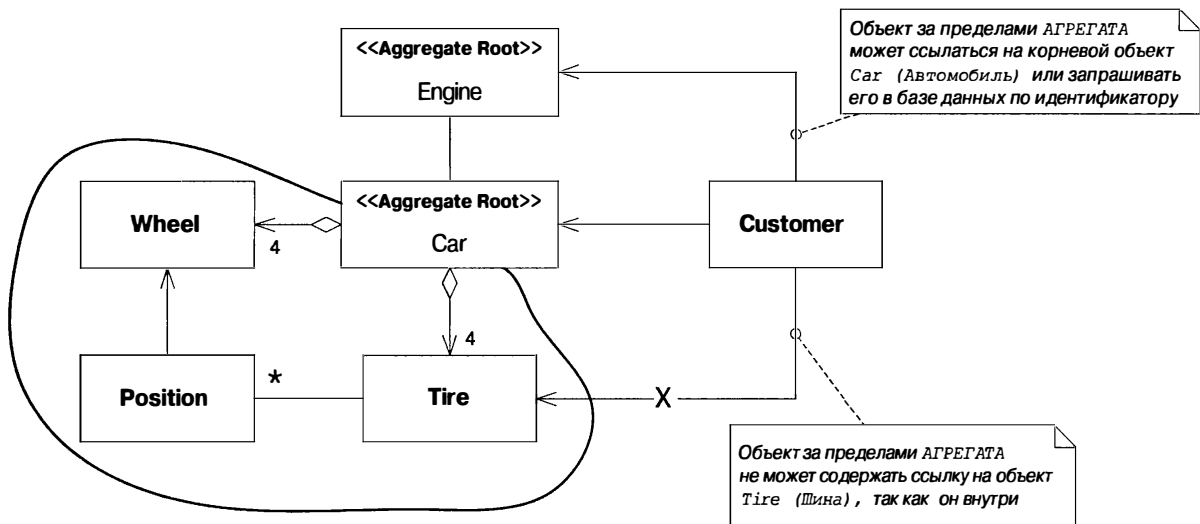 <<Aggregate Root>>
Engine
Объект за пределами АГРЕГАТА
может ссылаться на корневой объект
Car (Автомобиль) или запрашивать
его в базе данных по идентификатору
Wheel
4
<<Aggregate Root>>
Car
Customer
4
Position
*
Tire
X
Объект за пределами АГРЕГАТА
не может содержать ссылку на объект
Tire (Шина), так как он внутри